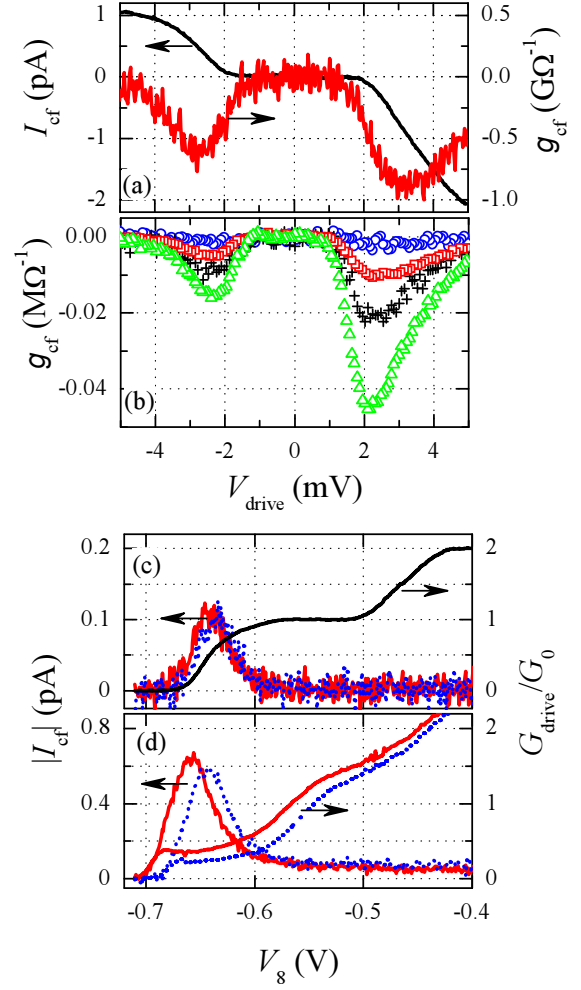 I_cf (pA)
1
0
-1
-2
(a)
0.5
0.0
-0.5
-1.0
g_cf (GΩ⁻¹)
g_cf (MΩ⁻¹)
0.00
-0.02
-0.04
(b)
-4 -2 0 2 4
V_drive (mV)
|I_cf| (pA)
0.2
0.1
0
(c)
2
1
0
G_drive/G_0
0.8
0.4
0
(d)
2
1
0
-0.7 -0.6 -0.5 -0.4
V_8 (V)